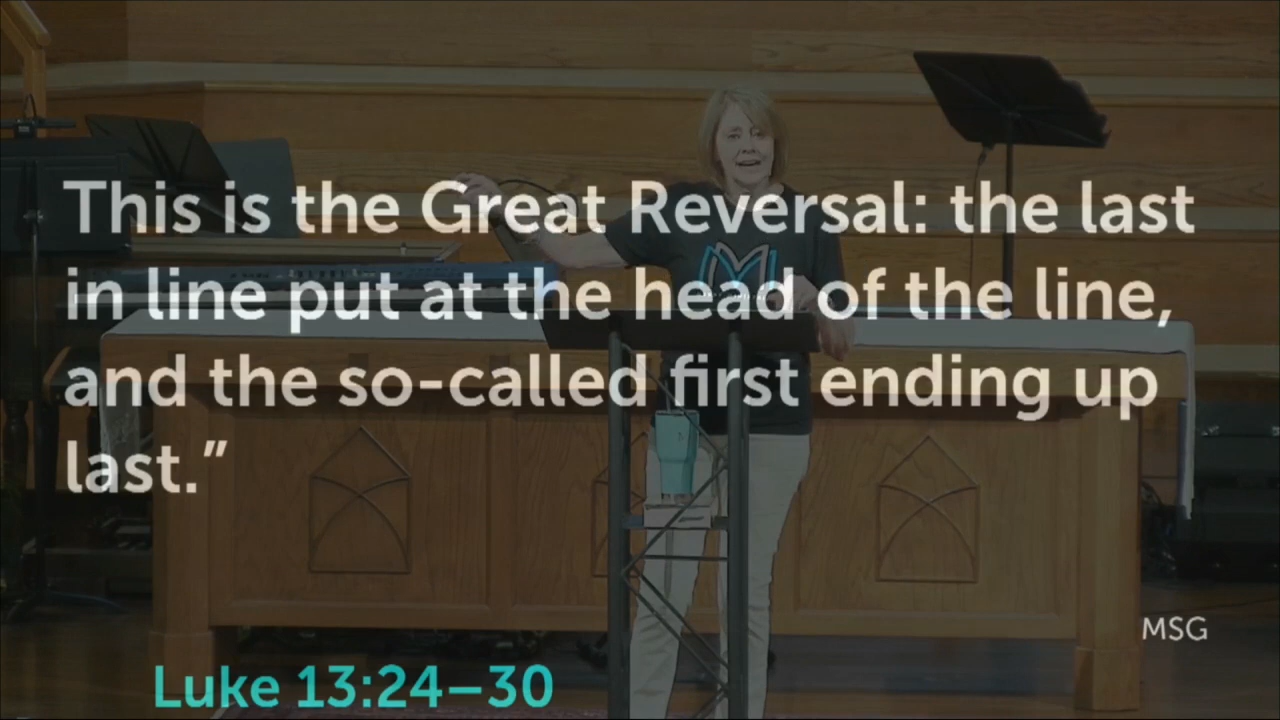 This is the Great Reversal: the last
in line put at the head of the line,
and the so-called first ending up
last.”
MSG
Luke 13:24–30